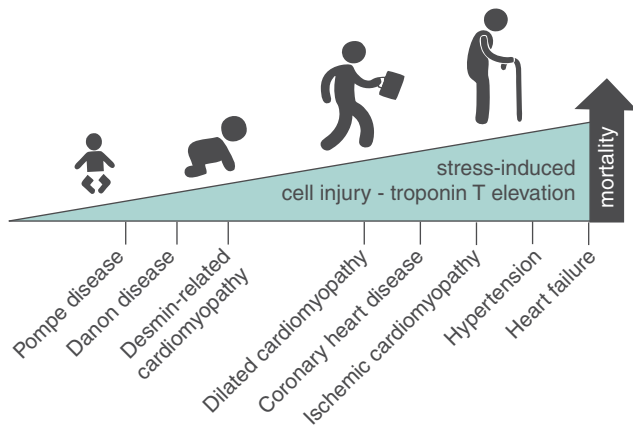 stress-induced
cell injury - troponin T elevation
mortality
Pompe disease
Danon disease
Desmin-related
cardiomyopathy
Dilated cardiomyopathy
Coronary heart disease
Ischemic cardiomyopathy
Hypertension
Heart failure